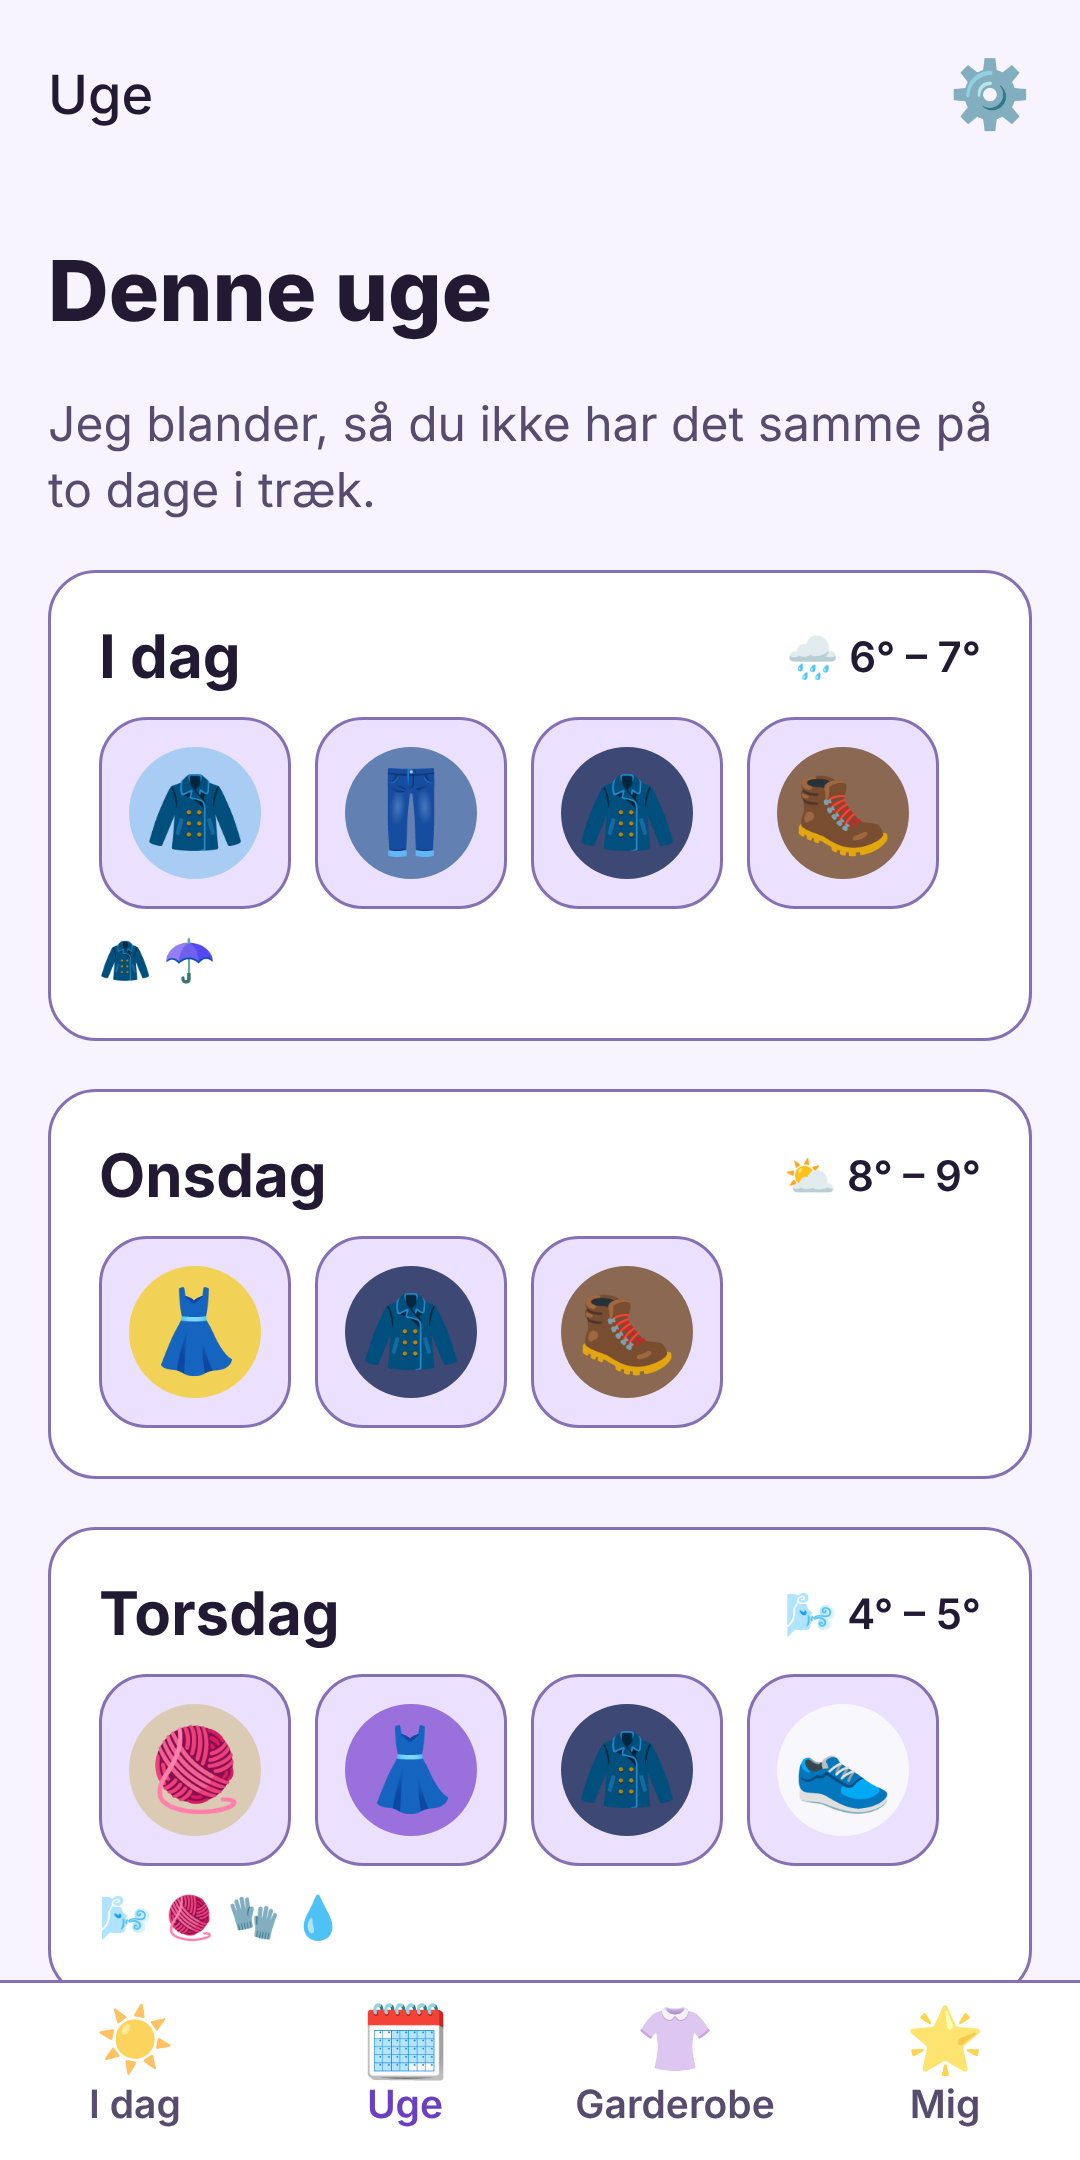 Uge
Denne uge
Jeg blander, så du ikke har det samme på
to dage i træk.
I dag
6° – 7°
Onsdag
8° – 9°
Torsdag
4° – 5°
I dag
Uge
Garderobe
Mig